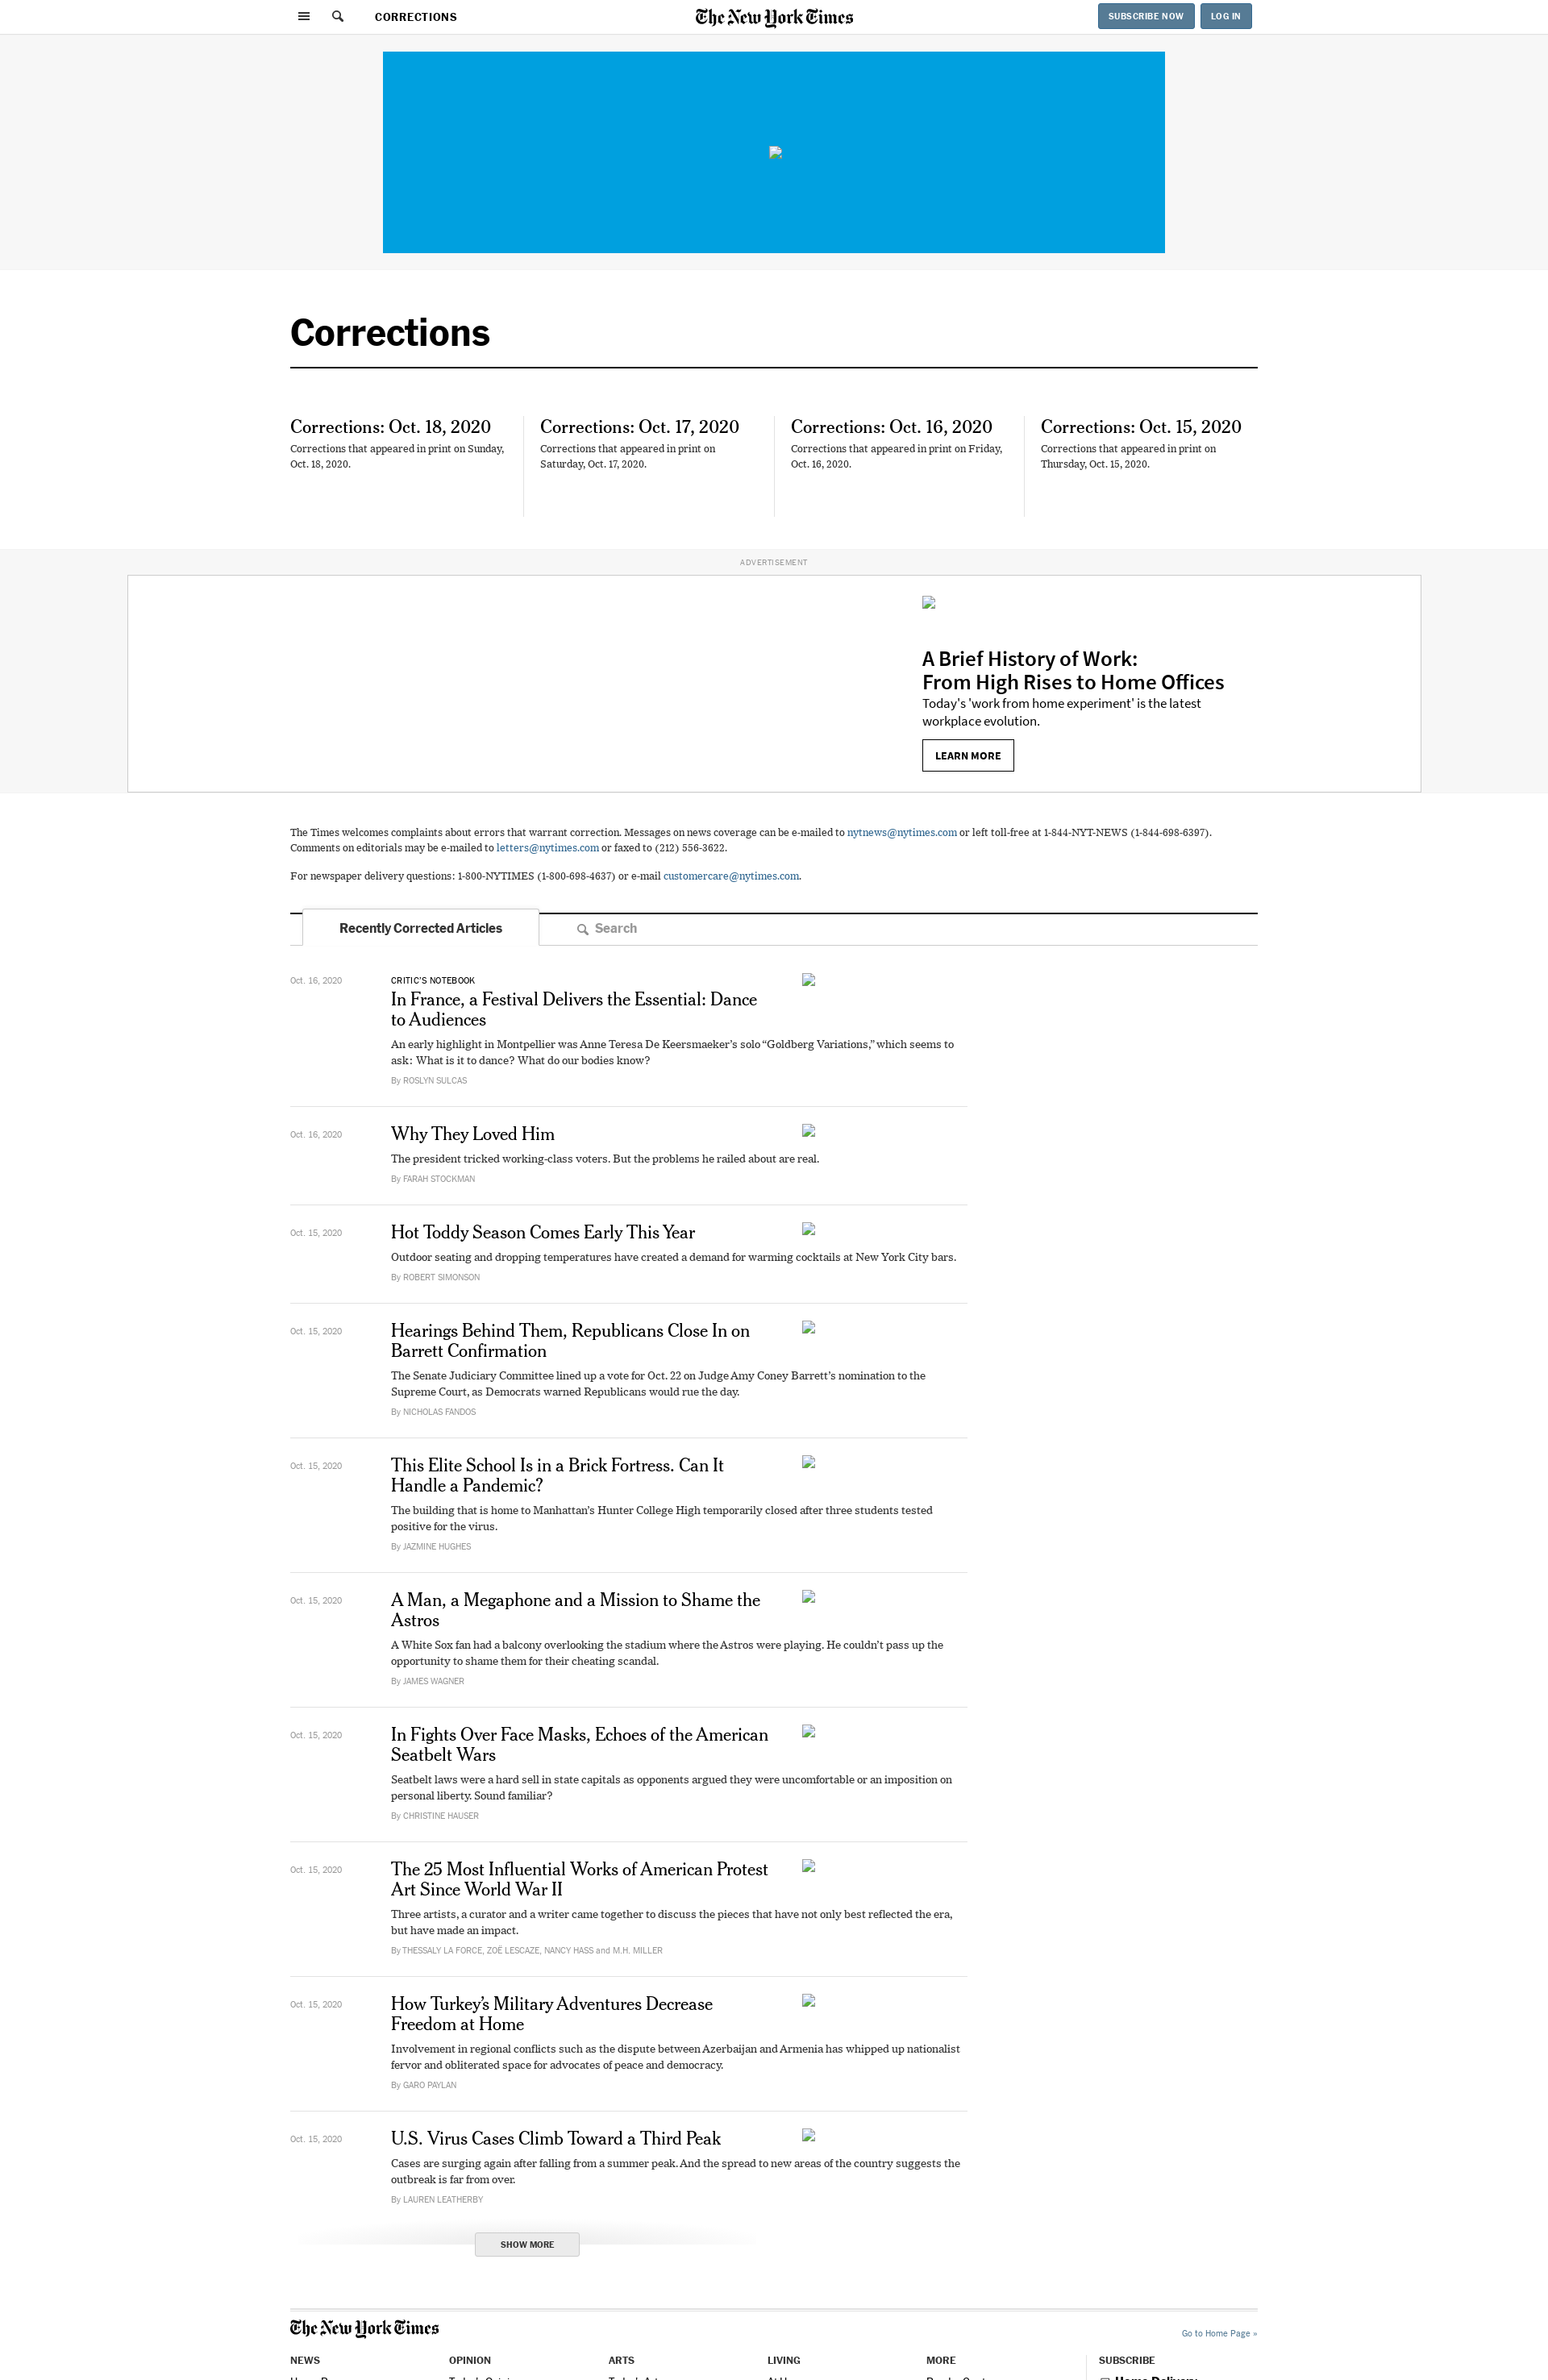 CORRECTIONS
The New York Times
SUBSCRIBE NOW
LOG IN
Corrections
Corrections: Oct. 18, 2020
Corrections that appeared in print on Sunday,
Oct. 18, 2020.
Corrections: Oct. 17, 2020
Corrections that appeared in print on
Saturday, Oct. 17, 2020.
Corrections: Oct. 16, 2020
Corrections that appeared in print on Friday,
Oct. 16, 2020.
Corrections: Oct. 15, 2020
Corrections that appeared in print on
Thursday, Oct. 15, 2020.
ADVERTISEMENT
A Brief History of Work:
From High Rises to Home Offices
Today's 'work from home experiment' is the latest
workplace evolution.
LEARN MORE
The Times welcomes complaints about errors that warrant correction. Messages on news coverage can be e-mailed to nytnews@nytimes.com or left toll-free at 1-844-NYT-NEWS (1-844-698-6397).
Comments on editorials may be e-mailed to letters@nytimes.com or faxed to (212) 556-3622.
For newspaper delivery questions: 1-800-NYTIMES (1-800-698-4637) or e-mail customercare@nytimes.com.
Recently Corrected Articles
Search
Oct. 16, 2020
CRITIC’S NOTEBOOK
In France, a Festival Delivers the Essential: Dance
to Audiences
An early highlight in Montpellier was Anne Teresa De Keersmaeker’s solo “Goldberg Variations,” which seems to
ask: What is it to dance? What do our bodies know?
By ROSLYN SULCAS
Oct. 16, 2020
Why They Loved Him
The president tricked working-class voters. But the problems he railed about are real.
By FARAH STOCKMAN
Oct. 15, 2020
Hot Toddy Season Comes Early This Year
Outdoor seating and dropping temperatures have created a demand for warming cocktails at New York City bars.
By ROBERT SIMONSON
Oct. 15, 2020
Hearings Behind Them, Republicans Close In on
Barrett Confirmation
The Senate Judiciary Committee lined up a vote for Oct. 22 on Judge Amy Coney Barrett’s nomination to the
Supreme Court, as Democrats warned Republicans would rue the day.
By NICHOLAS FANDOS
Oct. 15, 2020
This Elite School Is in a Brick Fortress. Can It
Handle a Pandemic?
The building that is home to Manhattan’s Hunter College High temporarily closed after three students tested
positive for the virus.
By JAZMINE HUGHES
Oct. 15, 2020
A Man, a Megaphone and a Mission to Shame the
Astros
A White Sox fan had a balcony overlooking the stadium where the Astros were playing. He couldn’t pass up the
opportunity to shame them for their cheating scandal.
By JAMES WAGNER
Oct. 15, 2020
In Fights Over Face Masks, Echoes of the American
Seatbelt Wars
Seatbelt laws were a hard sell in state capitals as opponents argued they were uncomfortable or an imposition on
personal liberty. Sound familiar?
By CHRISTINE HAUSER
Oct. 15, 2020
The 25 Most Influential Works of American Protest
Art Since World War II
Three artists, a curator and a writer came together to discuss the pieces that have not only best reflected the era,
but have made an impact.
By THESSALY LA FORCE, ZOË LESCAZE, NANCY HASS and M.H. MILLER
Oct. 15, 2020
How Turkey’s Military Adventures Decrease
Freedom at Home
Involvement in regional conflicts such as the dispute between Azerbaijan and Armenia has whipped up nationalist
fervor and obliterated space for advocates of peace and democracy.
By GARO PAYLAN
Oct. 15, 2020
U.S. Virus Cases Climb Toward a Third Peak
Cases are surging again after falling from a summer peak. And the spread to new areas of the country suggests the
outbreak is far from over.
By LAUREN LEATHERBY
SHOW MORE
The New York Times
Go to Home Page »
NEWS
OPINION
ARTS
LIVING
MORE
SUBSCRIBE